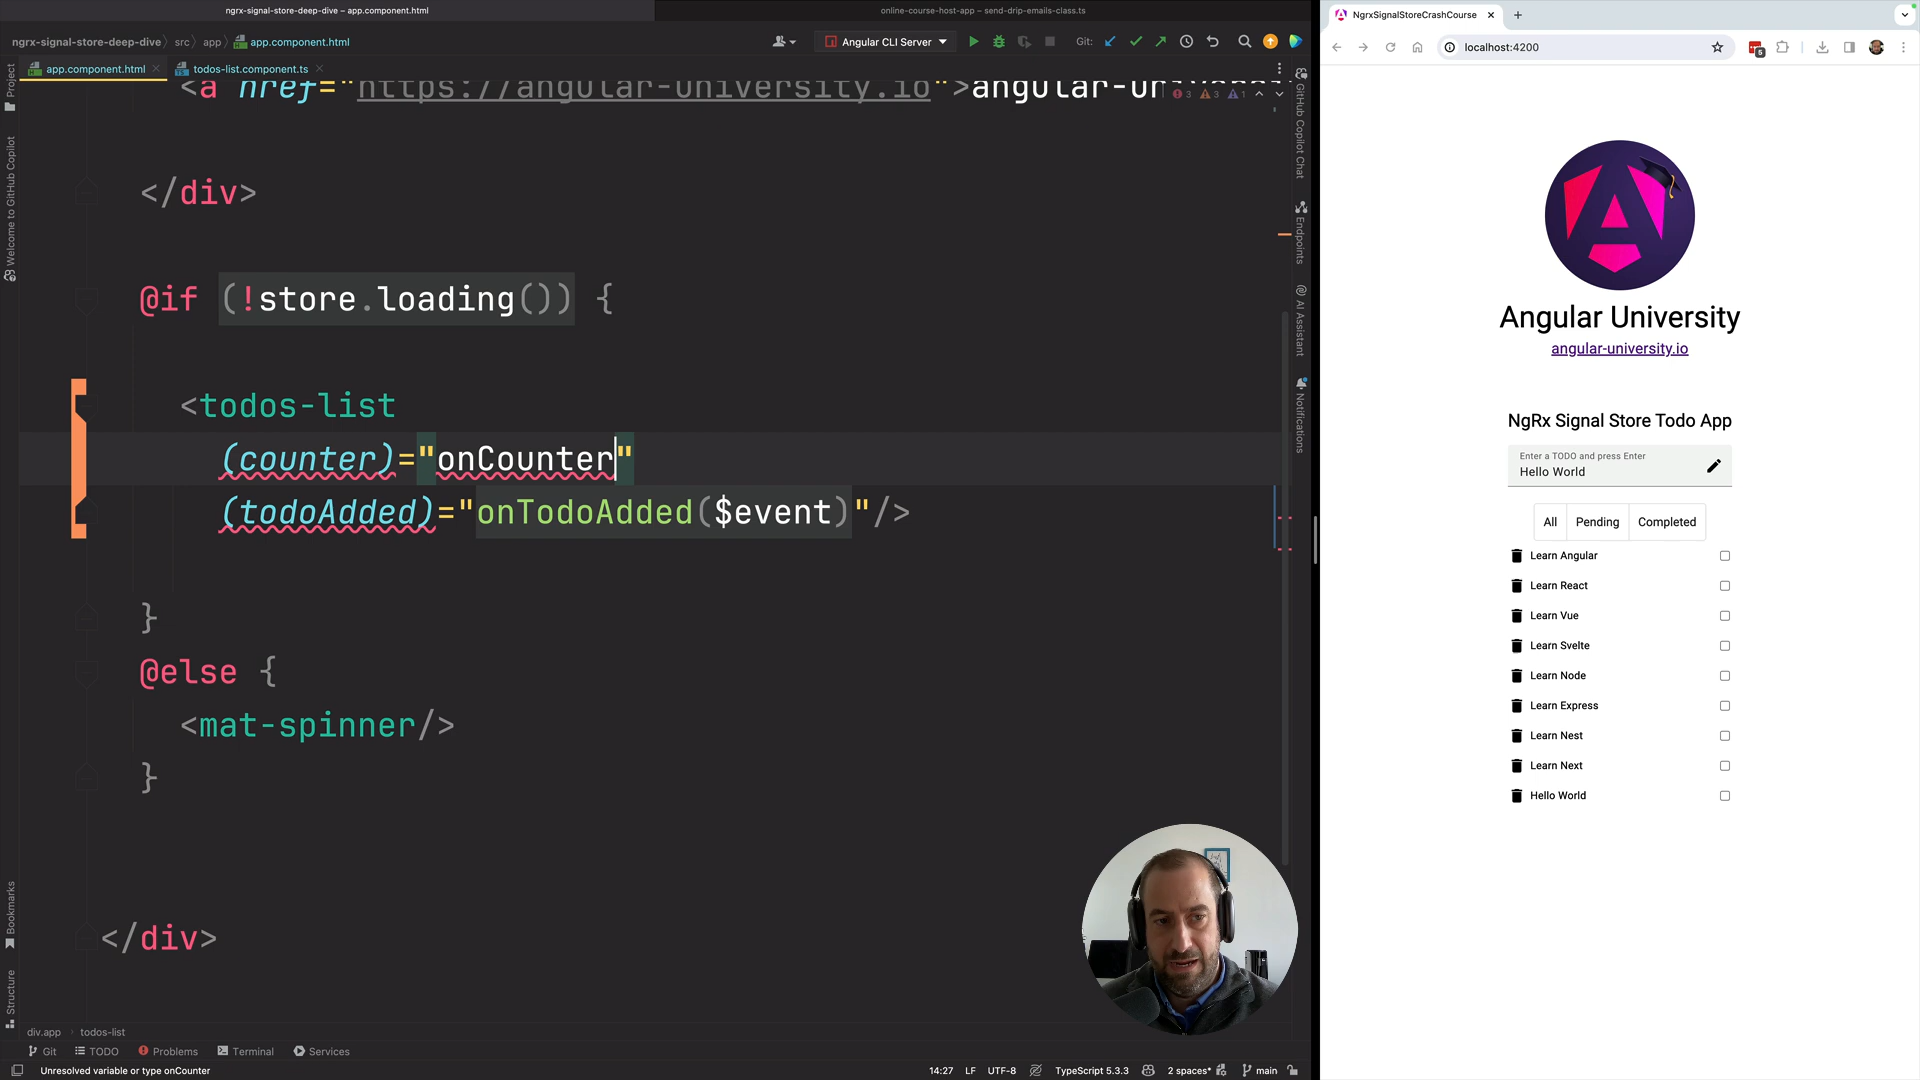 ngrx-signal-store-deep-dive – app.component.html
online-course-host-app – send-drip-emails-class.ts
ngrx-signal-store-deep-dive
src
app
app.component.html
Angular CLI Server
Git:
app.component.html
todos-list.component.ts
<a href="https://angular-university.io">angular-un
3
3
1
</div>
@if (!store.loading()) {
<todos-list
(counter)="onCounter"
(todoAdded)="onTodoAdded($event)"/>
}
@else {
<mat-spinner/>
}
</div>
div.app
todos-list
Git
TODO
Problems
Terminal
Services
Unresolved variable or type onCounter
14:27
LF
UTF-8
TypeScript 5.3.3
2 spaces*
main
Project
Welcome to GitHub Copilot
Bookmarks
Structure
GitHub Copilot Chat
Endpoints
AI Assistant
Notifications
NgrxSignalStoreCrashCourse
localhost:4200
5
Angular University
angular-university.io
NgRx Signal Store Todo App
Enter a TODO and press Enter
Hello World
All
Pending
Completed
Learn Angular
Learn React
Learn Vue
Learn Svelte
Learn Node
Learn Express
Learn Nest
Learn Next
Hello World